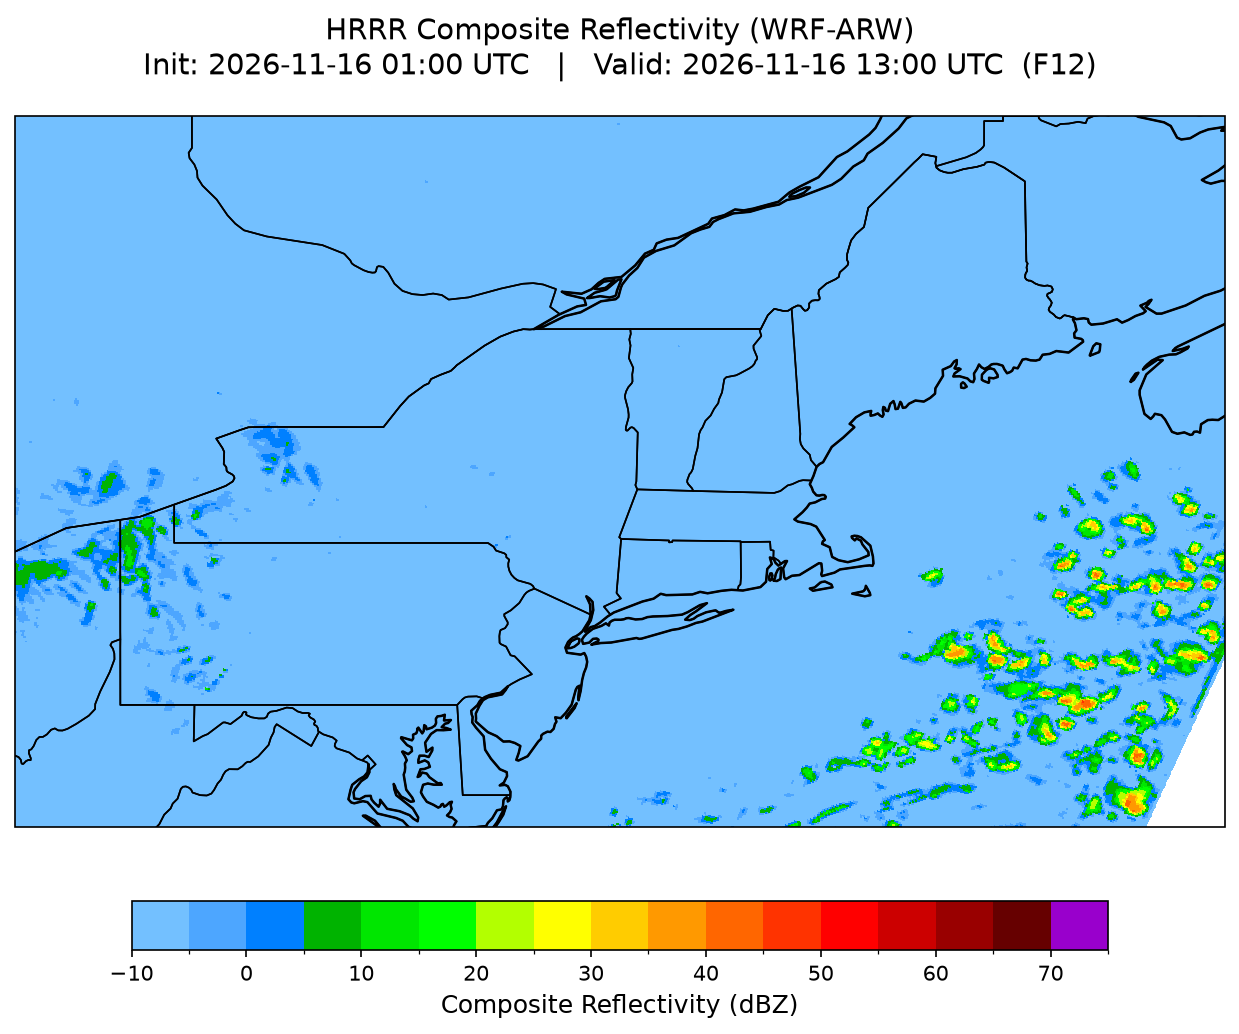 HRRR Composite Reflectivity (WRF-ARW)
Init: 2026-11-16 01:00 UTC   |   Valid: 2026-11-16 13:00 UTC  (F12)
−10 0 10 20 30 40 50 60 70
Composite Reflectivity (dBZ)